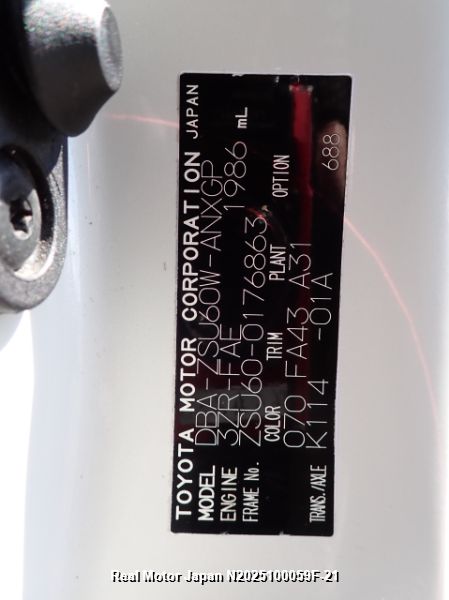 TOYOTA MOTOR CORPORATION JAPAN
MODEL DBA-ZSU60W-ANXGP
ENGINE 3ZR-FAE 1986 mL
FRAME No. ZSU60-0176863
COLOR TRIM PLANT OPTION
070 FA43 A31
TRANS./AXLE K114 -01A 688
Real Motor Japan N2025100059F-21